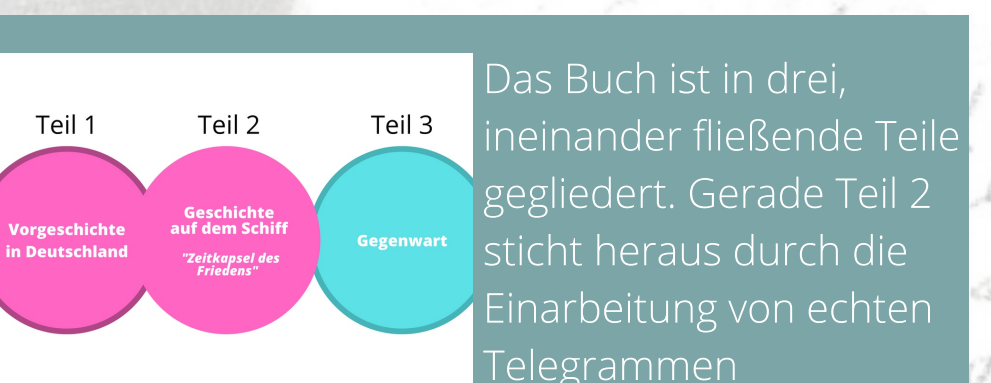 Teil 1
Teil 2
Teil 3
Vorgeschichte
in Deutschland
Geschichte
auf dem Schiff
"Zeitkapsel des
Friedens"
Gegenwart
Das Buch ist in drei,
ineinander fließende Teile
gegliedert. Gerade Teil 2
sticht heraus durch die
Einarbeitung von echten
Telegrammen